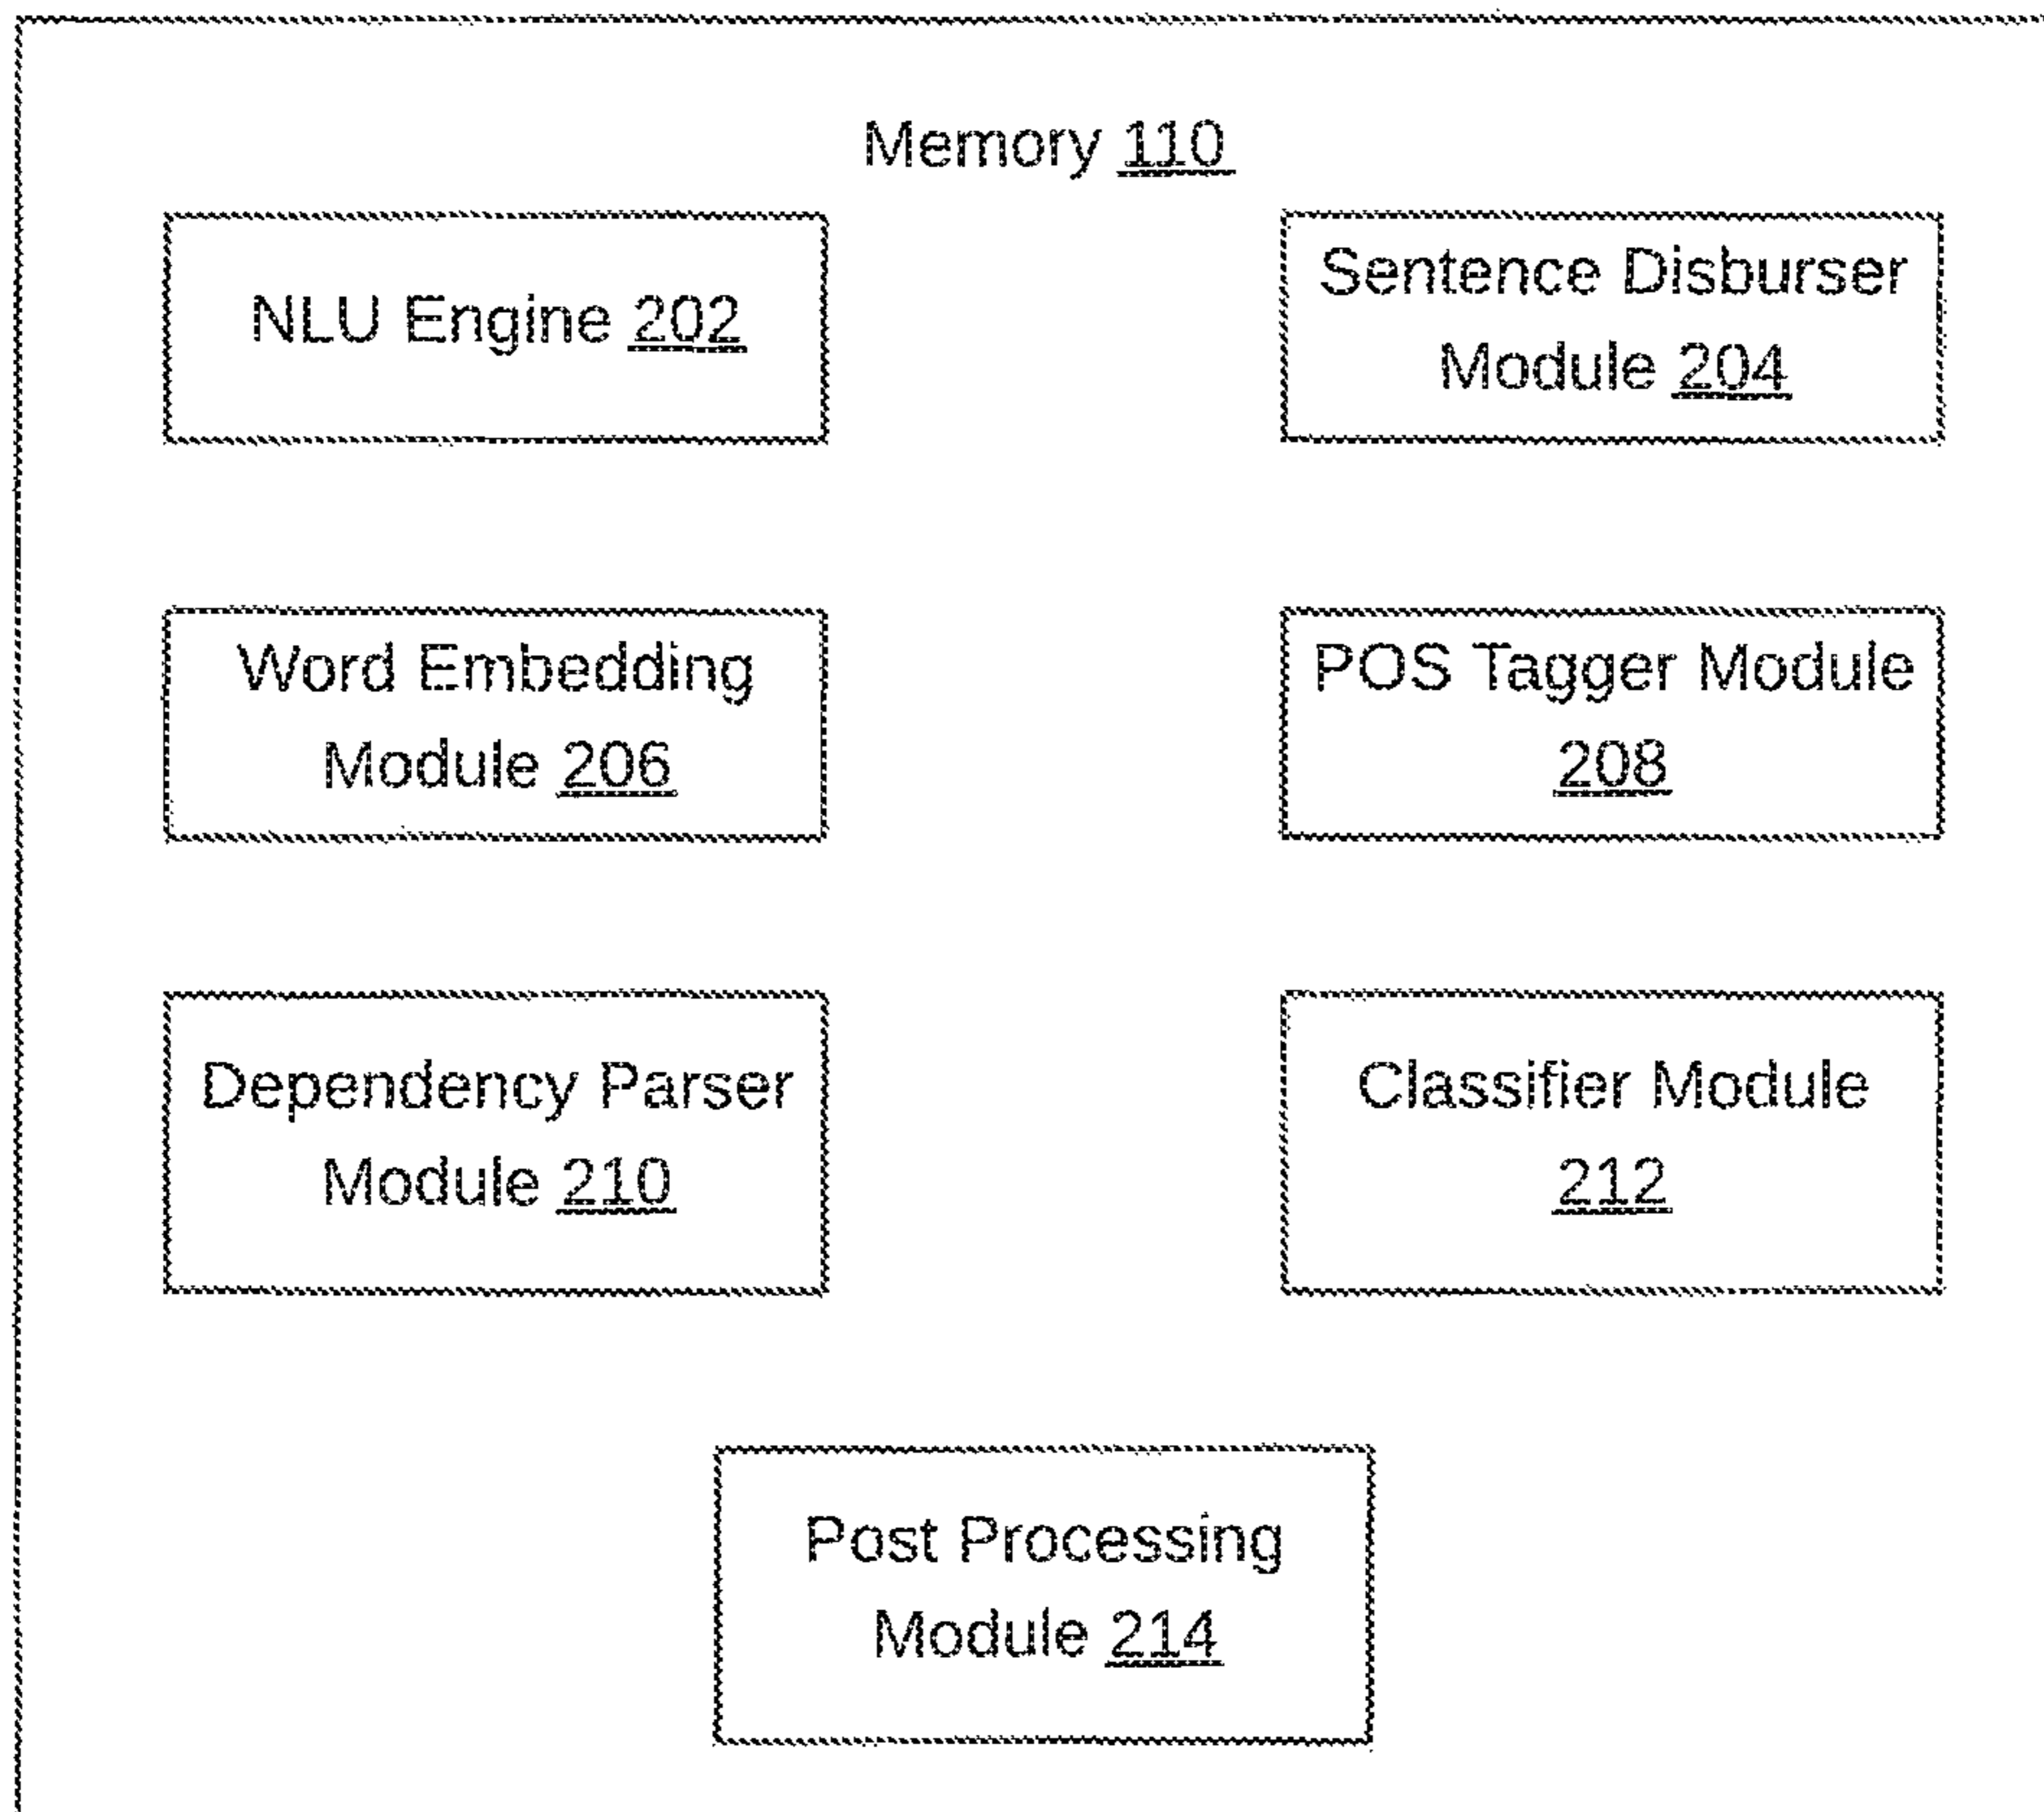 Memory 110
NLU Engine 202
Sentence Disburser
Module 204
Word Embedding
Module 206
POS Tagger Module
208
Dependency Parser
Module 210
Classifier Module
212
Post Processing
Module 214